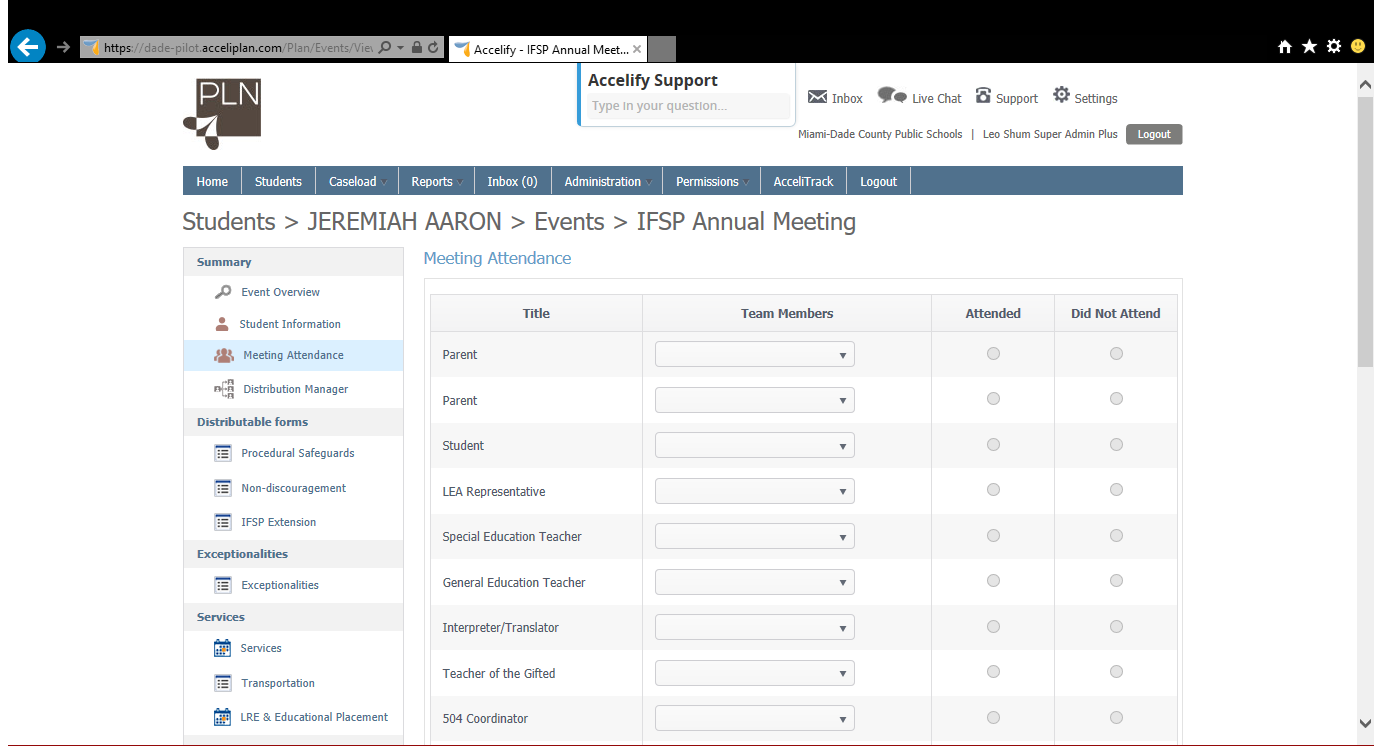 https://dade-pilot.acceliplan.com/Plan/Events/Vie
Accelify - IFSP Annual Meet...
PLN
Accelify Support
Type in your question...
Inbox Live Chat Support Settings
Miami-Dade County Public Schools | Leo Shum Super Admin Plus Logout
Home Students Caseload Reports Inbox (0) Administration Permissions AcceliTrack Logout
Students > JEREMIAH AARON > Events > IFSP Annual Meeting
Summary
Event Overview
Student Information
Meeting Attendance
Distribution Manager
Distributable forms
Procedural Safeguards
Non-discouragement
IFSP Extension
Exceptionalities
Exceptionalities
Services
Services
Transportation
LRE & Educational Placement
Meeting Attendance
Title Team Members Attended Did Not Attend
Parent
Parent
Student
LEA Representative
Special Education Teacher
General Education Teacher
Interpreter/Translator
Teacher of the Gifted
504 Coordinator